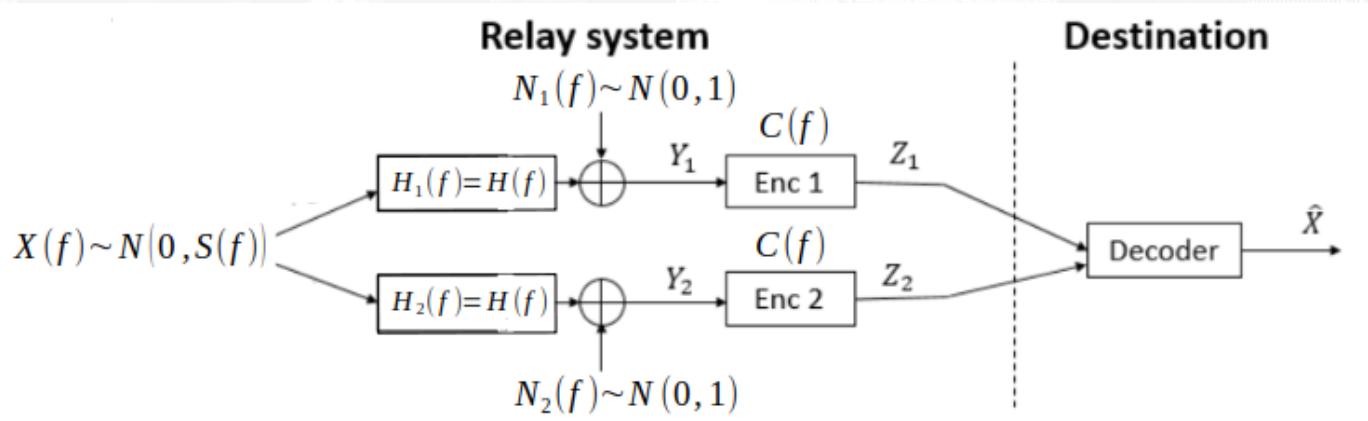 Relay system
Destination
N₁(f)~N(0,1)
C(f)
H₁(f)=H(f)
Y₁
Enc 1
Z₁
X(f)~N(0,S(f))
C(f)
Decoder
X̂
H₂(f)=H(f)
Y₂
Enc 2
Z₂
N₂(f)~N(0,1)